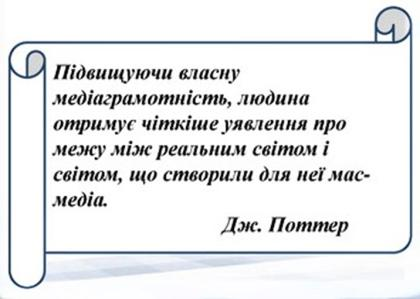 Підвищуючи власну
медіаграмотність, людина
отримує чіткіше уявлення про
межу між реальним світом і
світом, що створили для неї мас-
медіа.
Дж. Поттер